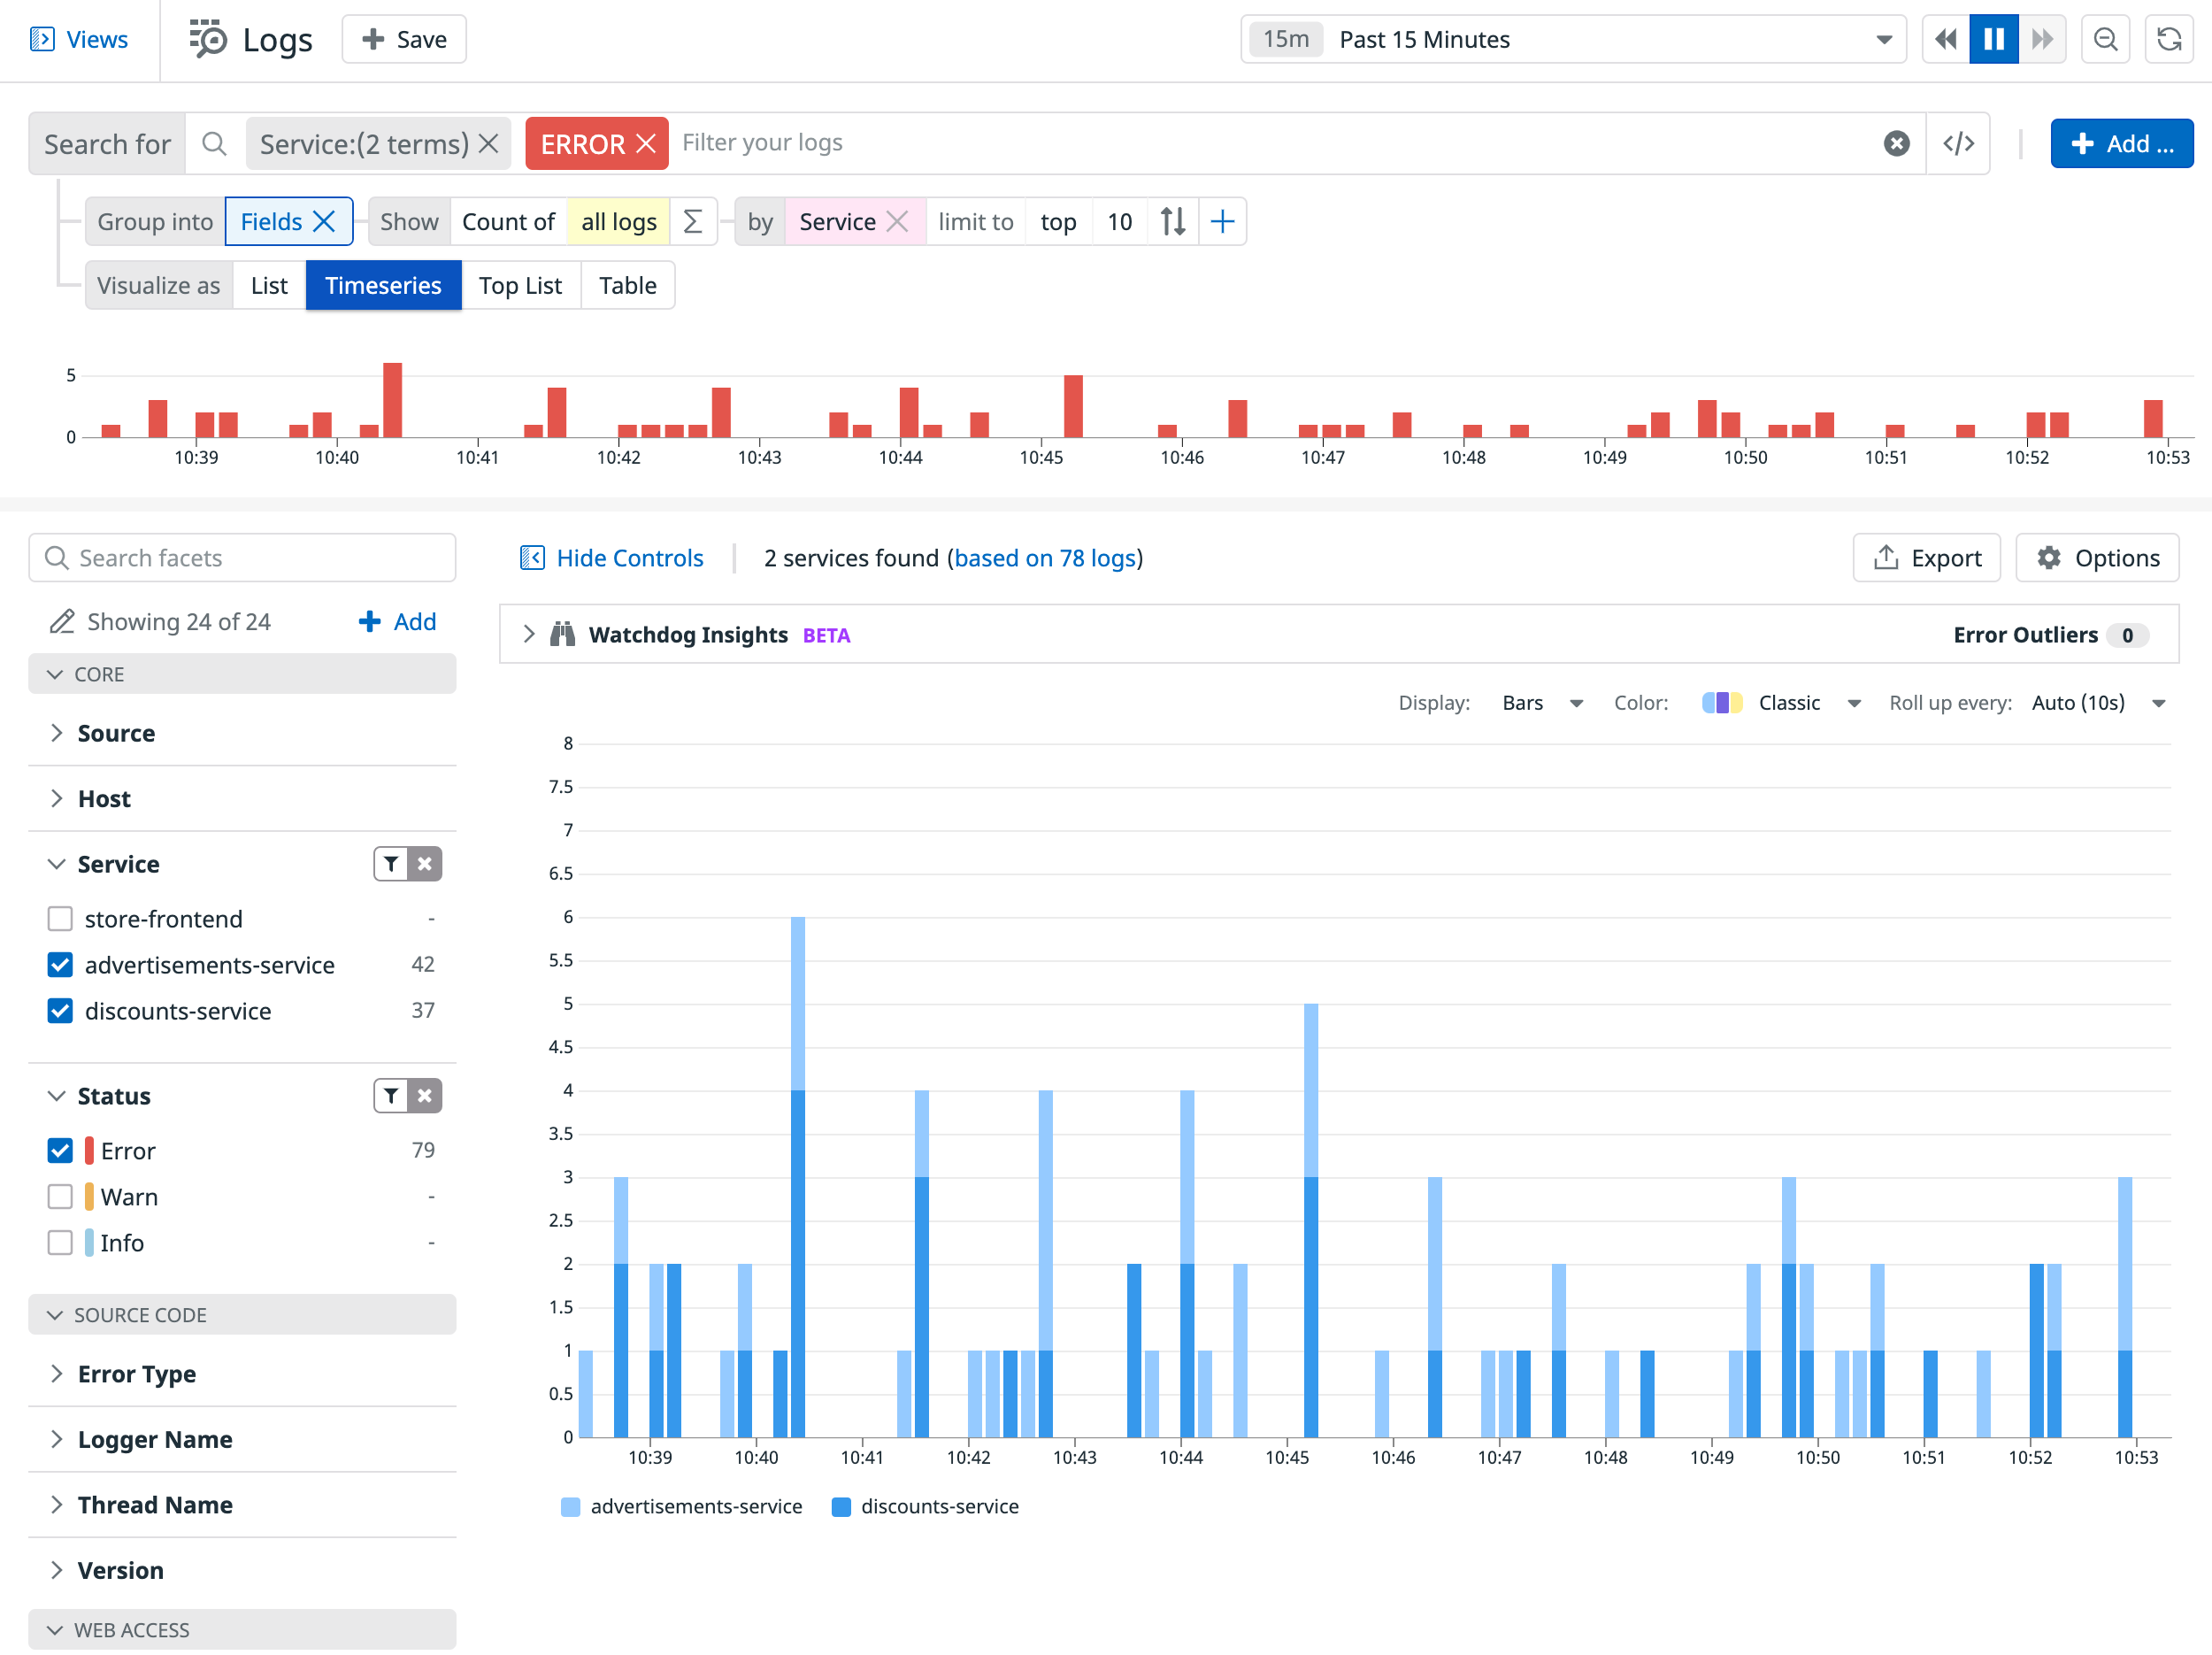 Views
Logs
Save
15m Past 15 Minutes
Search for Service:(2 terms) ERROR Filter your logs
Add ...
Group into Fields Show Count of all logs Σ by Service limit to top 10
Visualize as List Timeseries Top List Table
5
0
10:39 10:40 10:41 10:42 10:43 10:44 10:45 10:46 10:47 10:48 10:49 10:50 10:51 10:52 10:53
Search facets
Showing 24 of 24 Add
CORE
Source
Host
Service
store-frontend -
advertisements-service 42
discounts-service 37
Status
Error 79
Warn -
Info -
SOURCE CODE
Error Type
Logger Name
Thread Name
Version
WEB ACCESS
Hide Controls 2 services found (based on 78 logs)
Export Options
Watchdog Insights BETA Error Outliers 0
Display: Bars Color: Classic Roll up every: Auto (10s)
8
7.5
7
6.5
6
5.5
5
4.5
4
3.5
3
2.5
2
1.5
1
0.5
0
10:39 10:40 10:41 10:42 10:43 10:44 10:45 10:46 10:47 10:48 10:49 10:50 10:51 10:52 10:53
advertisements-service discounts-service